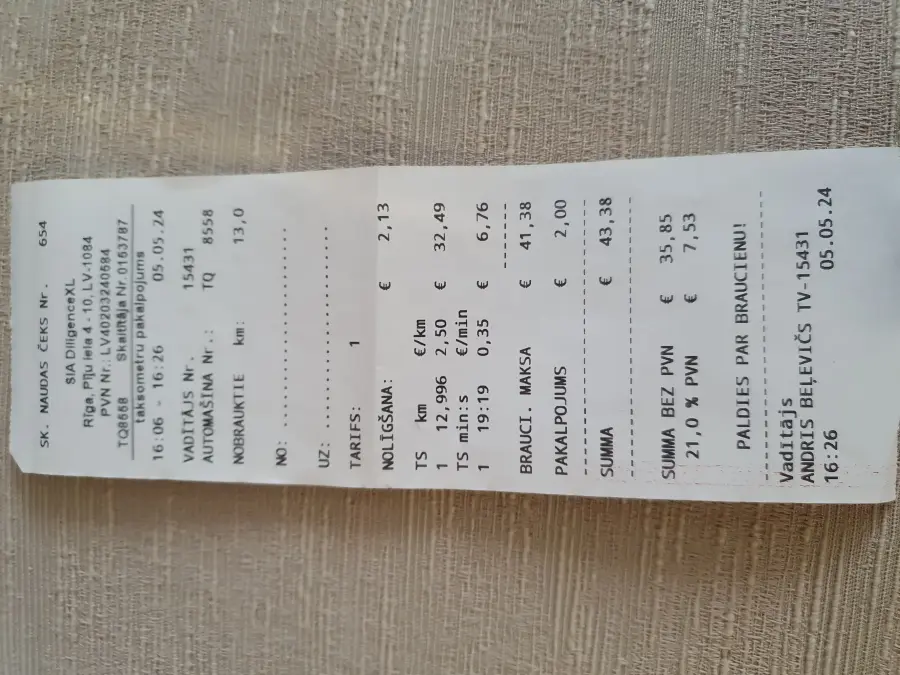 SK. NAUDAS ČEKS Nr. 654
SIA DiligenceXL
Rīga, Pļu iela 4 - 10, LV-1084
PVN Nr.: LV40203240684
TQ8558 Skaitītāja Nr.0163787
taksometru pakalpojums
16:06 - 16:26 05.05.24
VADĪTĀJS Nr. 15431
AUTOMAŠINA Nr.: TQ 8558
NOBRAUKTIE km: 13,0
NO: ........................
UZ: ........................
TARIFS: 1
NOLĪGŠANA: € 2,13
TS km €/km
1 12,996 2,50 € 32,49
TS min:s €/min
1 19:19 0,35 € 6,76
BRAUCI. MAKSA € 41,38
PAKALPOJUMS € 2,00
SUMMA € 43,38
SUMMA BEZ PVN € 35,85
21,0 % PVN € 7,53
PALDIES PAR BRAUCIENU!
Vadītājs
ANDRIS BEĻEVIČS TV-15431
16:26 05.05.24